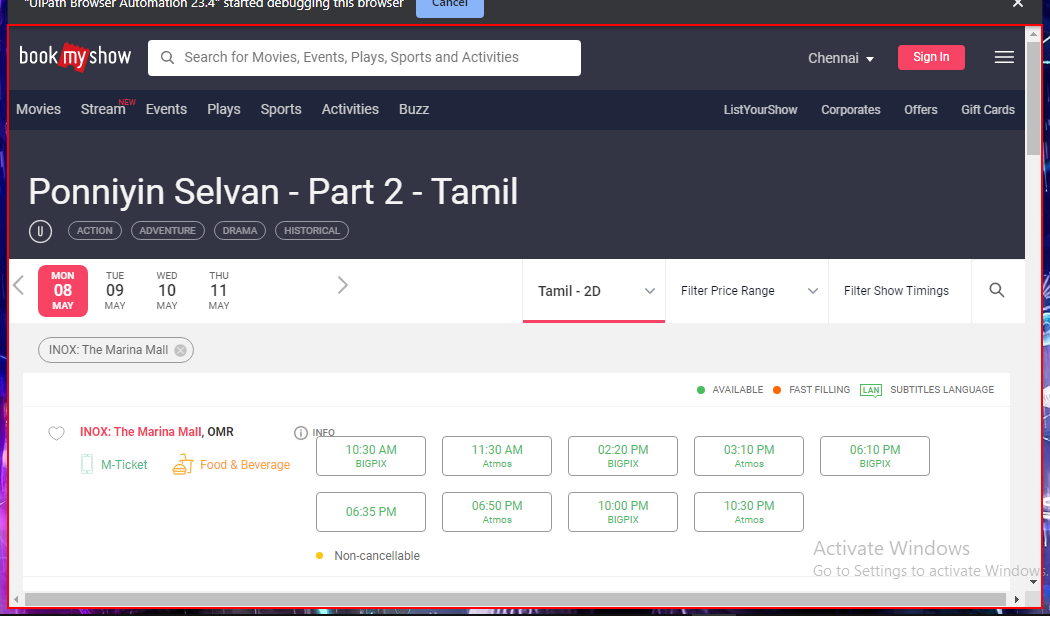 "UiPath Browser Automation 23.4" started debugging this browser Cancel
book my show Search for Movies, Events, Plays, Sports and Activities Chennai Sign In
Movies Stream NEW Events Plays Sports Activities Buzz ListYourShow Corporates Offers Gift Cards
Ponniyin Selvan - Part 2 - Tamil
U ACTION ADVENTURE DRAMA HISTORICAL
MON TUE WED THU
08 09 10 11 Tamil - 2D Filter Price Range Filter Show Timings
MAY MAY MAY MAY
INOX: The Marina Mall
AVAILABLE FAST FILLING LAN SUBTITLES LANGUAGE
INOX: The Marina Mall, OMR INFO
M-Ticket Food & Beverage
10:30 AM 11:30 AM 02:20 PM 03:10 PM 06:10 PM
BIGPIX Atmos BIGPIX Atmos BIGPIX
06:35 PM 06:50 PM 10:00 PM 10:30 PM
Atmos BIGPIX Atmos
Non-cancellable
Activate Windows
Go to Settings to activate Windows.